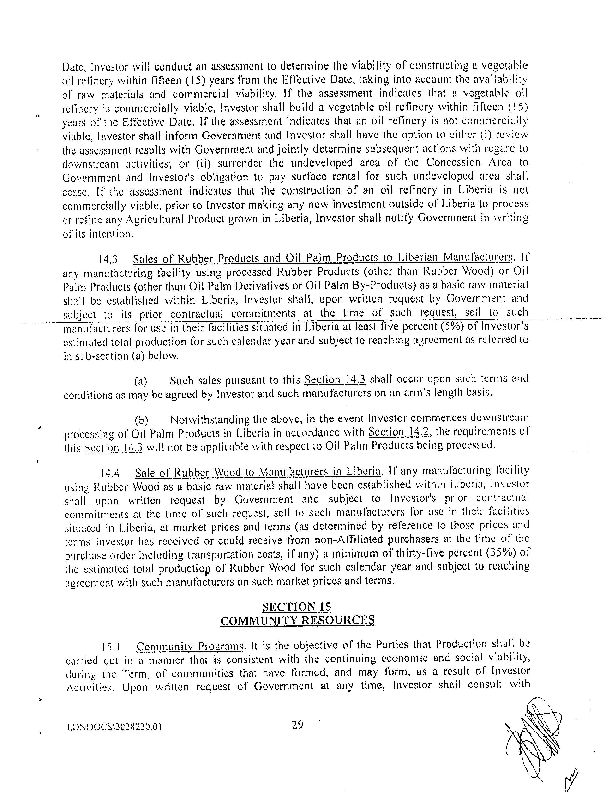 Date, Investor will conduct an assessment to determine the viability of constructing a vegetable
oil refinery within fifteen (15) years from the Effective Date, taking into account the availability
of raw materials and commercial viability. If the assessment indicates that a vegetable oil
refinery is commercially viable, Investor shall build a vegetable oil refinery within fifteen (15)
years of the Effective Date. If the assessment indicates that an oil refinery is not commercially
viable, Investor shall inform Government and Investor shall have the option to either (i) review
the assessment results with Government and jointly determine subsequent actions with regard to
downstream activities; or (ii) surrender the undeveloped area of the Concession Area to
Government and Investor's obligation to pay surface rental for such undeveloped area shall
cease. If the assessment indicates that the construction of an oil refinery in Liberia is not
commercially viable, prior to Investor making any new investment outside of Liberia to process
or refine any Agricultural Product grown in Liberia, Investor shall notify Government in writing
of its intention.
14.3 Sales of Rubber Products and Oil Palm Products to Liberian Manufacturers. If
any manufacturing facility using processed Rubber Products (other than Rubber Wood) or Oil
Palm Products (other than Oil Palm Derivatives or Oil Palm By-Products) as a basic raw material
shall be established within Liberia, Investor shall, upon written request by Government and
subject to its prior contractual commitments at the time of such request, sell to such
manufacturers for use in their facilities situated in Liberia at least five percent (5%) of Investor's
estimated total production for such calendar year and subject to reaching agreement as referred to
in sub-section (a) below.
(a) Such sales pursuant to this Section 14.3 shall occur upon such terms and
conditions as may be agreed by Investor and such manufacturers on an arm's length basis.
(b) Notwithstanding the above, in the event Investor commences downstream
processing of Oil Palm Products in Liberia in accordance with Section 14.2, the requirements of
this Section 14.3 will not be applicable with respect to Oil Palm Products being processed.
14.4 Sale of Rubber Wood to Manufacturers in Liberia. If any manufacturing facility
using Rubber Wood as a basic raw material shall have been established within Liberia, Investor
shall upon written request by Government and subject to Investor's prior contractual
commitments at the time of such request, sell to such manufacturers for use in their facilities
situated in Liberia, at market prices and terms (as determined by reference to those prices and
terms Investor has received or could receive from non-Affiliated purchasers at the time of the
purchase order including transportation costs, if any) a minimum of thirty-five percent (35%) of
the estimated total production of Rubber Wood for such calendar year and subject to reaching
agreement with such manufacturers on such market prices and terms.
SECTION 15
COMMUNITY RESOURCES
15.1 Community Programs. It is the objective of the Parties that Production shall be
carried out in a manner that is consistent with the continuing economic and social viability,
during the Term, of communities that have formed, and may form, as a result of Investor
Activities. Upon written request of Government at any time, Investor shall consult with
LONDOCS\2028220.01
29